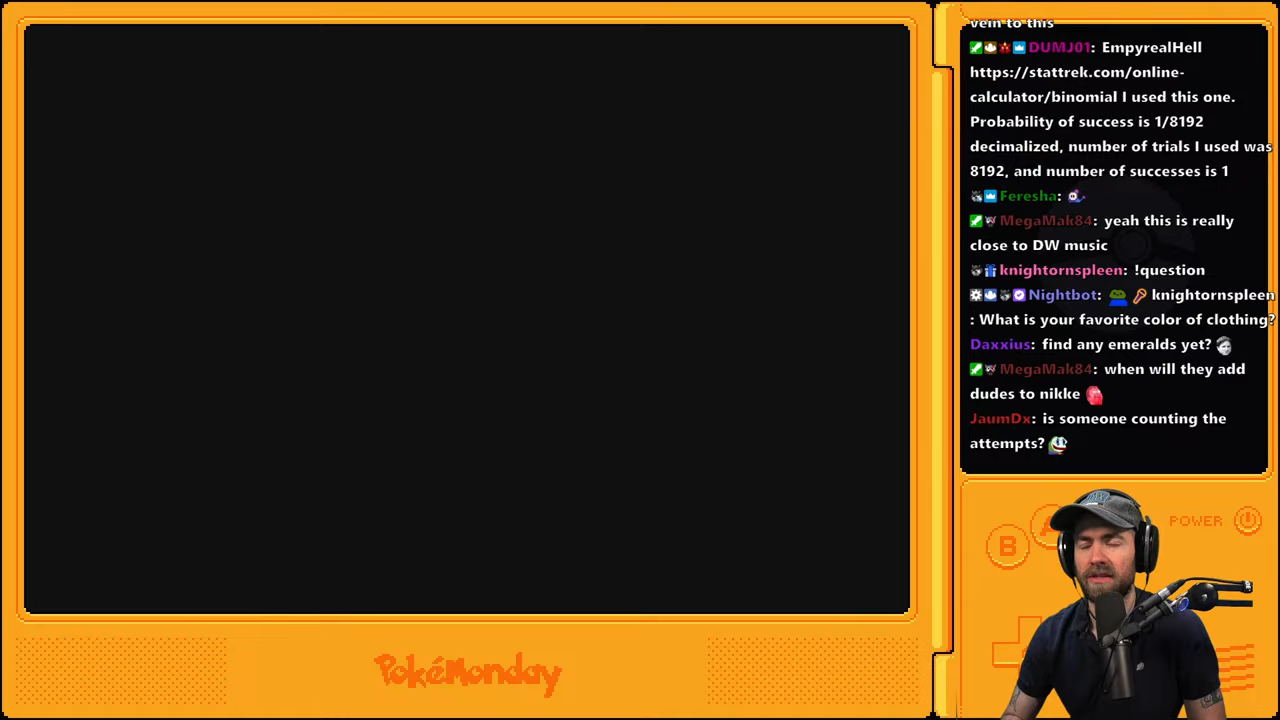 vein to this
DUMJ01: EmpyrealHell
https://stattrek.com/online-
calculator/binomial I used this one.
Probability of success is 1/8192
decimalized, number of trials I used was
8192, and number of successes is 1
Feresha:
MegaMak84: yeah this is really
close to DW music
knightornspleen: !question
Nightbot: knightornspleen
: What is your favorite color of clothing?
Daxxius: find any emeralds yet?
MegaMak84: when will they add
dudes to nikke
JaumDx: is someone counting the
attempts?
B
A
POWER
PokéMonday